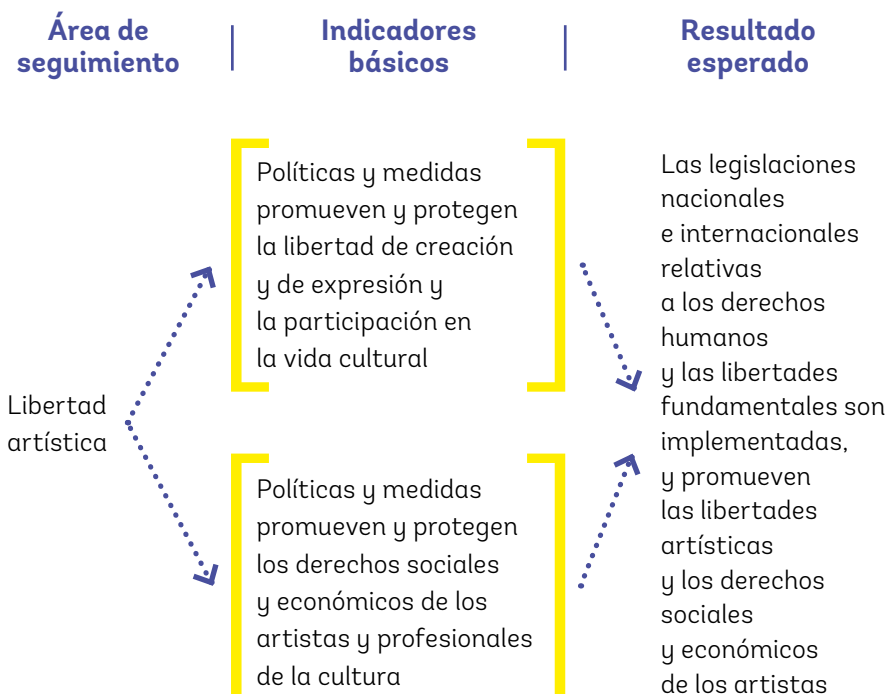 Área de
seguimiento
Indicadores
básicos
Resultado
esperado
Libertad
artística
Políticas y medidas
promueven y protegen
la libertad de creación
y de expresión y
la participación en
la vida cultural
Políticas y medidas
promueven y protegen
los derechos sociales
y económicos de los
artistas y profesionales
de la cultura
Las legislaciones
nacionales
e internacionales
relativas
a los derechos
humanos
y las libertades
fundamentales son
implementadas,
y promueven
las libertades
artísticas
y los derechos
sociales
y económicos
de los artistas